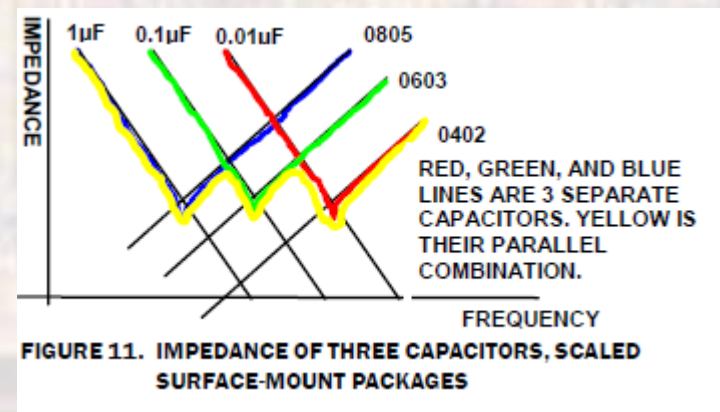 IMPEDANCE
1µF 0.1µF 0.01uF 0805
0603
0402
RED, GREEN, AND BLUE
LINES ARE 3 SEPARATE
CAPACITORS. YELLOW IS
THEIR PARALLEL
COMBINATION.
FREQUENCY
FIGURE 11. IMPEDANCE OF THREE CAPACITORS, SCALED
SURFACE-MOUNT PACKAGES